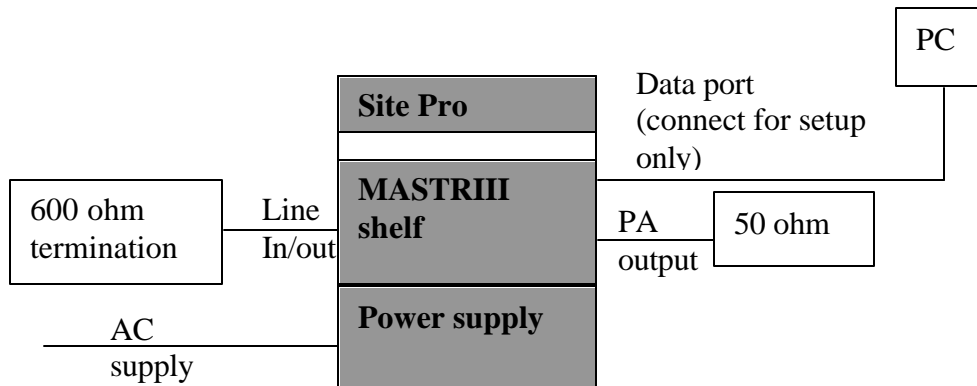 PC
Site Pro
Data port
(connect for setup
only)
MASTRIII
shelf
600 ohm
termination
Line
In/out
PA
output
50 ohm
Power supply
AC
supply